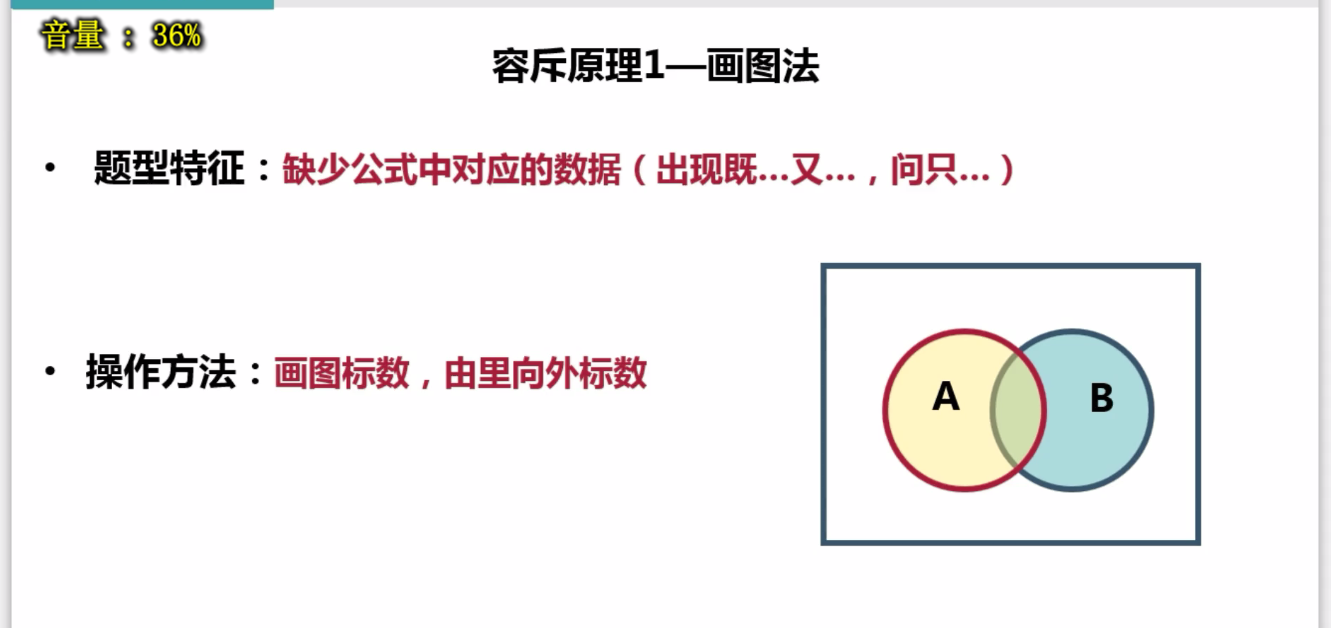 音量 : 36%
容斥原理1—画图法
• 题型特征：缺少公式中对应的数据（出现既...又...，问只...）
• 操作方法：画图标数，由里向外标数
A B